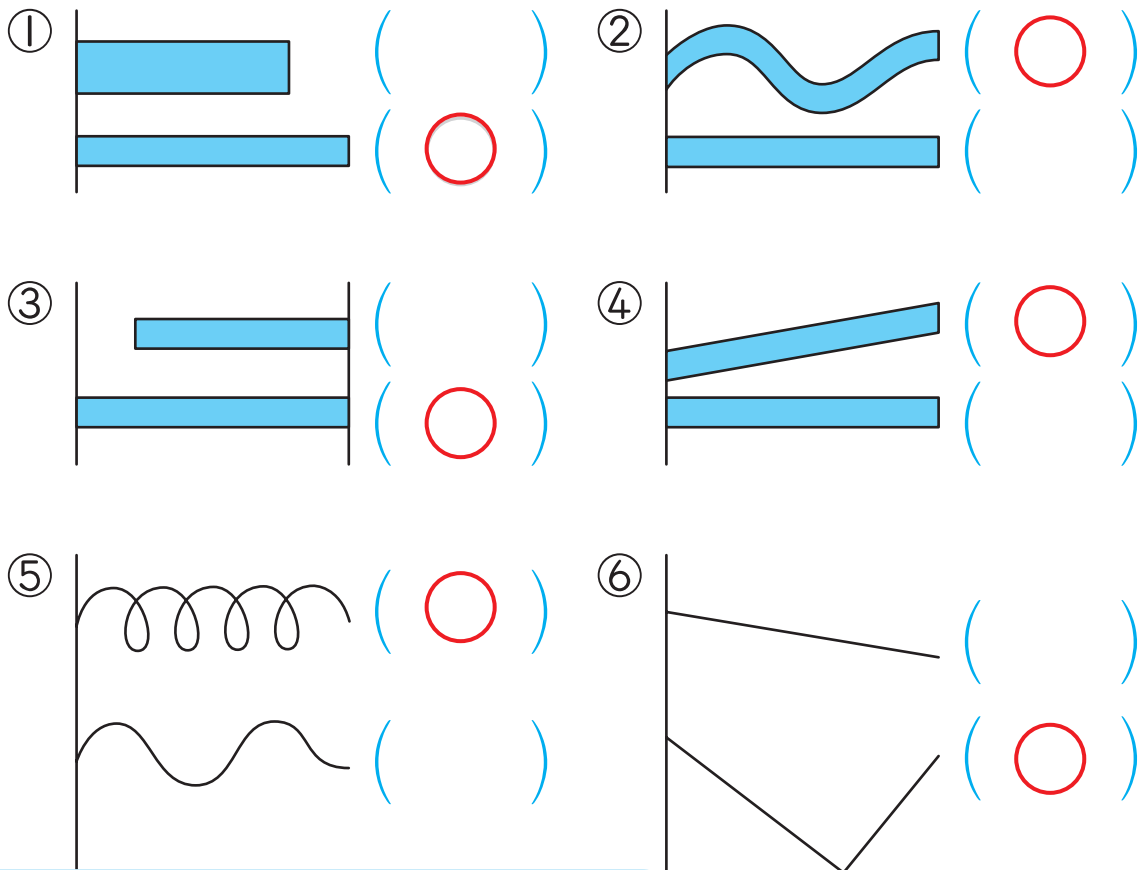 ① ( )
( ○ )
② ( ○ )
( )
③ ( )
( ○ )
④ ( ○ )
( )
⑤ ( ○ )
( )
⑥ ( )
( ○ )